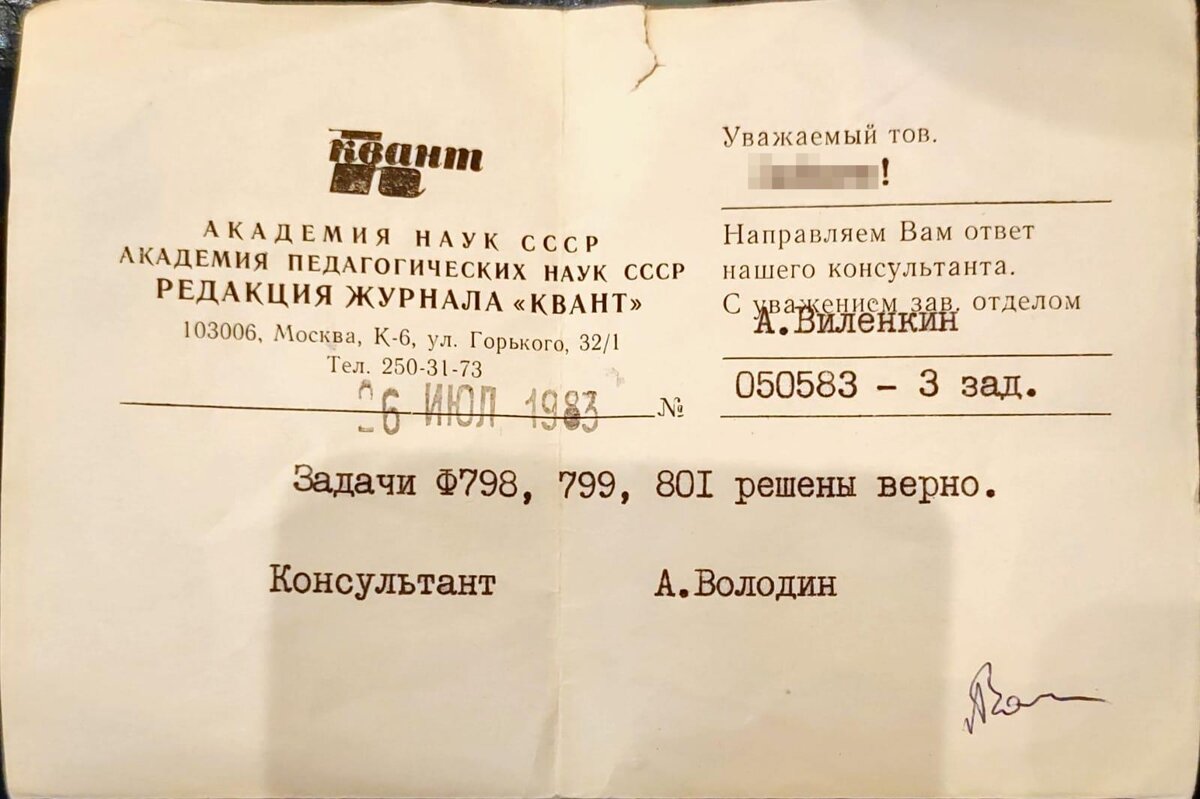 квант
АКАДЕМИЯ НАУК СССР
АКАДЕМИЯ ПЕДАГОГИЧЕСКИХ НАУК СССР
РЕДАКЦИЯ ЖУРНАЛА «КВАНТ»
103006, Москва, К-6, ул. Горького, 32/1
Тел. 250-31-73
26 ИЮЛ 1983 №
Уважаемый тов.
!
Направляем Вам ответ
нашего консультанта.
С уважением зав. отделом
А.Виленкин
050583 - 3 зад.
Задачи Ф798, 799, 80I решены верно.
Консультант А.Володин